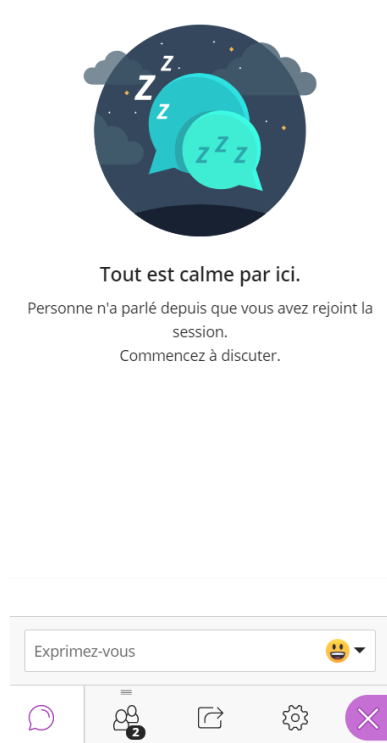 z
Z
z
z z z
Tout est calme par ici.
Personne n'a parlé depuis que vous avez rejoint la
session.
Commencez à discuter.
Exprimez-vous
2